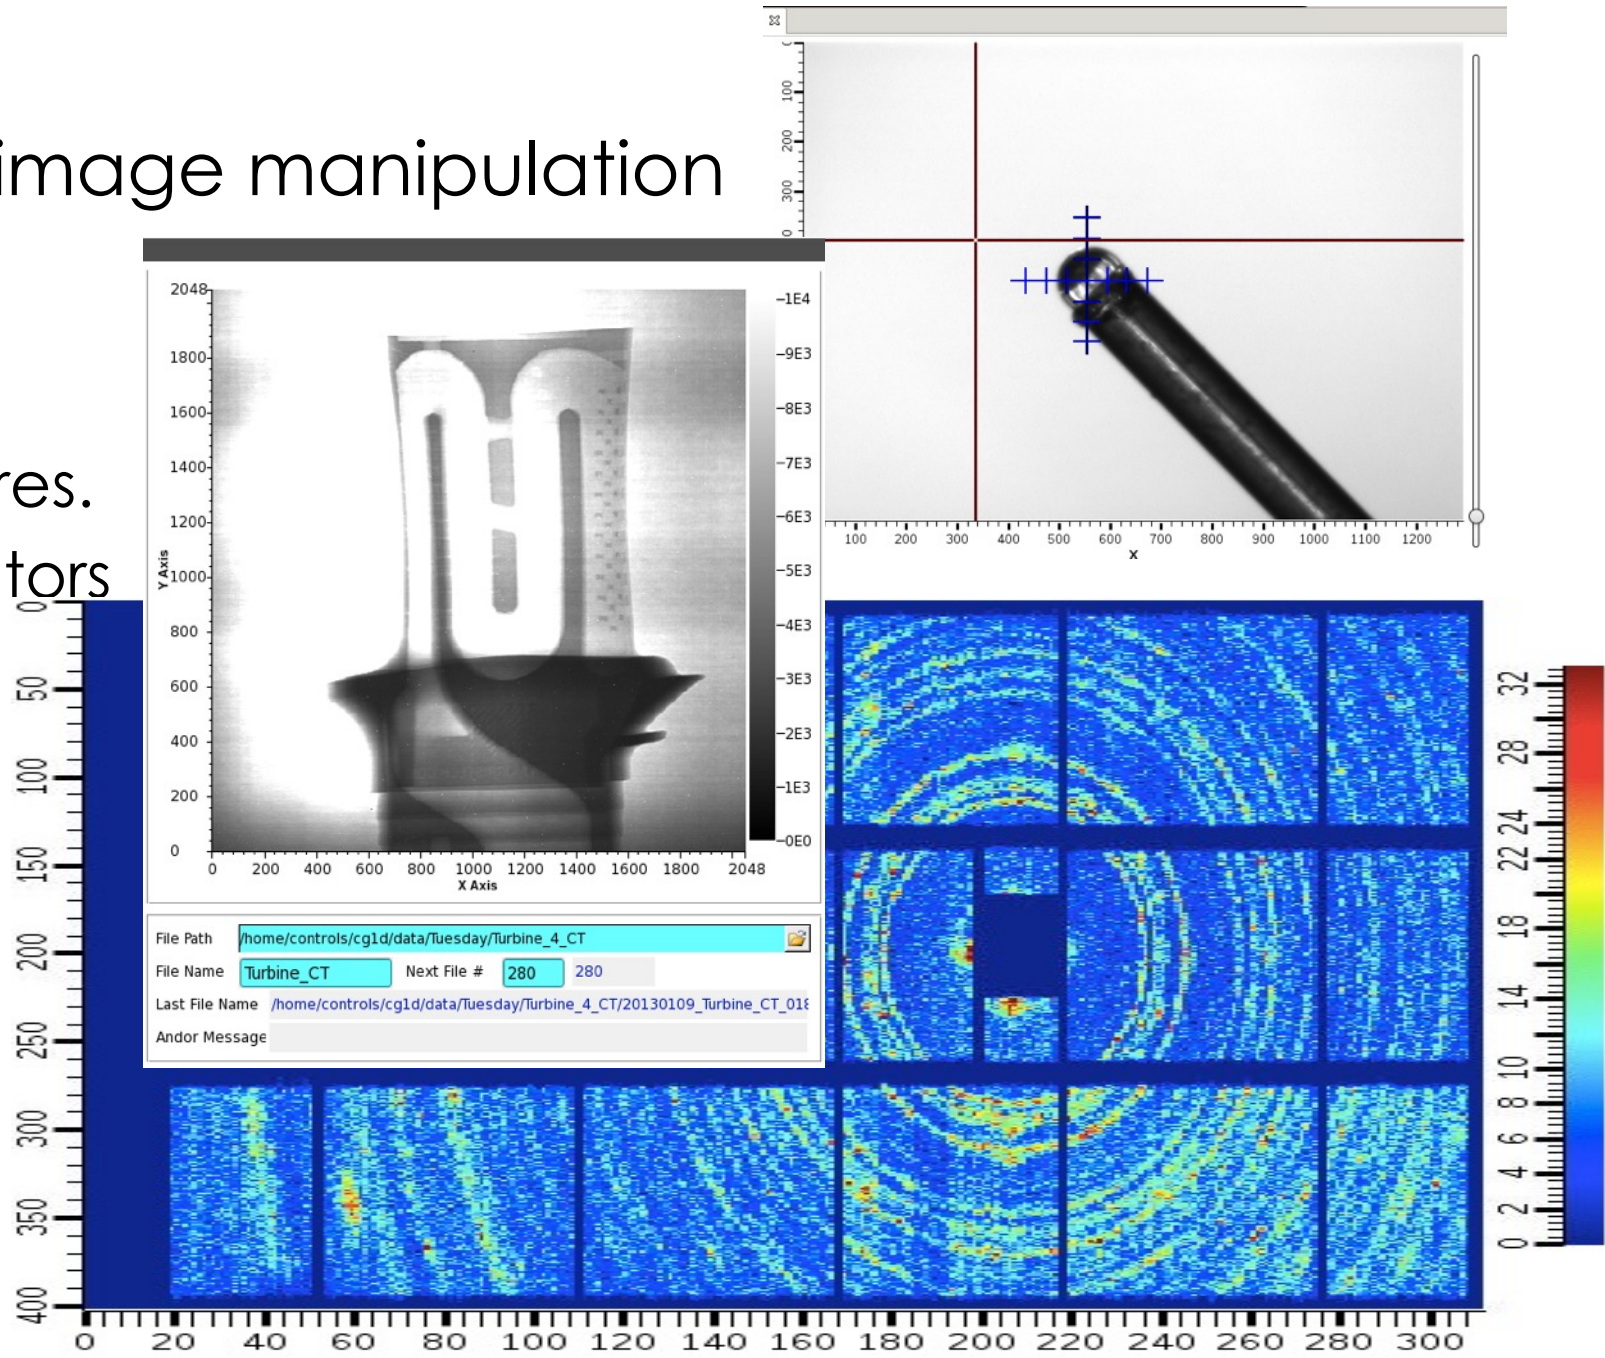 image manipulation
res.
tors
0
100
200
300
0
100
200
300
400
500
600
700
800
900
1000
1100
1200
X
2048
1800
1600
1400
1200
1000
800
600
400
200
0
Y Axis
0 200 400 600 800 1000 1200 1400 1600 1800 2048
X Axis
1E4
9E3
8E3
7E3
6E3
5E3
4E3
3E3
2E3
1E3
0E0
File Path /home/controls/cg1d/data/Tuesday/Turbine_4_CT
File Name Turbine_CT Next File # 280 280
Last File Name /home/controls/cg1d/data/Tuesday/Turbine_4_CT/20130109_Turbine_CT_018
Andor Message
0
50
100
150
200
250
300
350
400
0 20 40 60 80 100 120 140 160 180 200 220 240 260 280 300
32
28
24
22
18
14
10
8
6
4
2
0